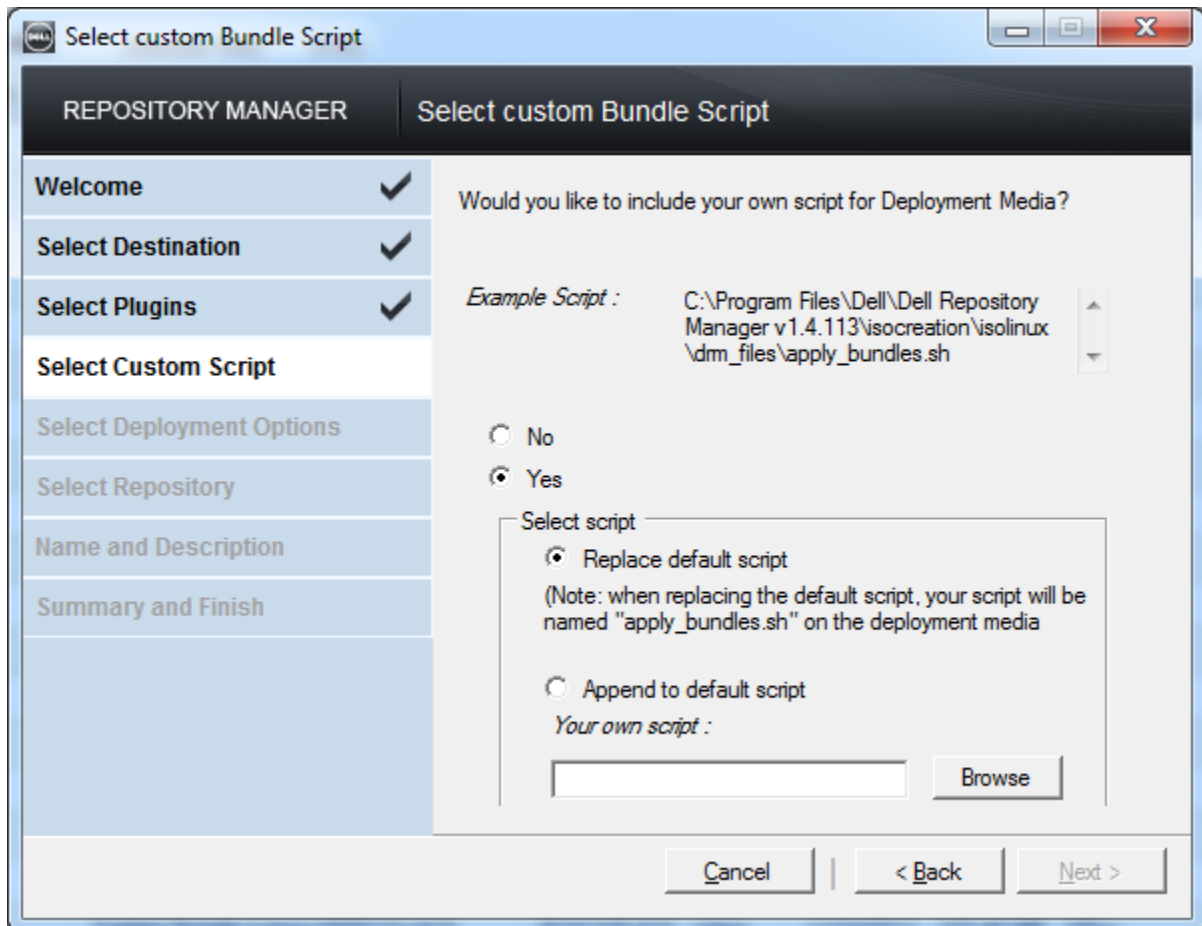 Select custom Bundle Script
REPOSITORY MANAGER
Select custom Bundle Script
Welcome
Select Destination
Select Plugins
Select Custom Script
Select Deployment Options
Select Repository
Name and Description
Summary and Finish
Would you like to include your own script for Deployment Media?
Example Script :
C:\Program Files\Dell\Dell Repository
Manager v1.4.113\isocreation\isolinux
\drm_files\apply_bundles.sh
No
Yes
Select script
Replace default script
(Note: when replacing the default script, your script will be
named "apply_bundles.sh" on the deployment media
Append to default script
Your own script :
Browse
Cancel
< Back
Next >